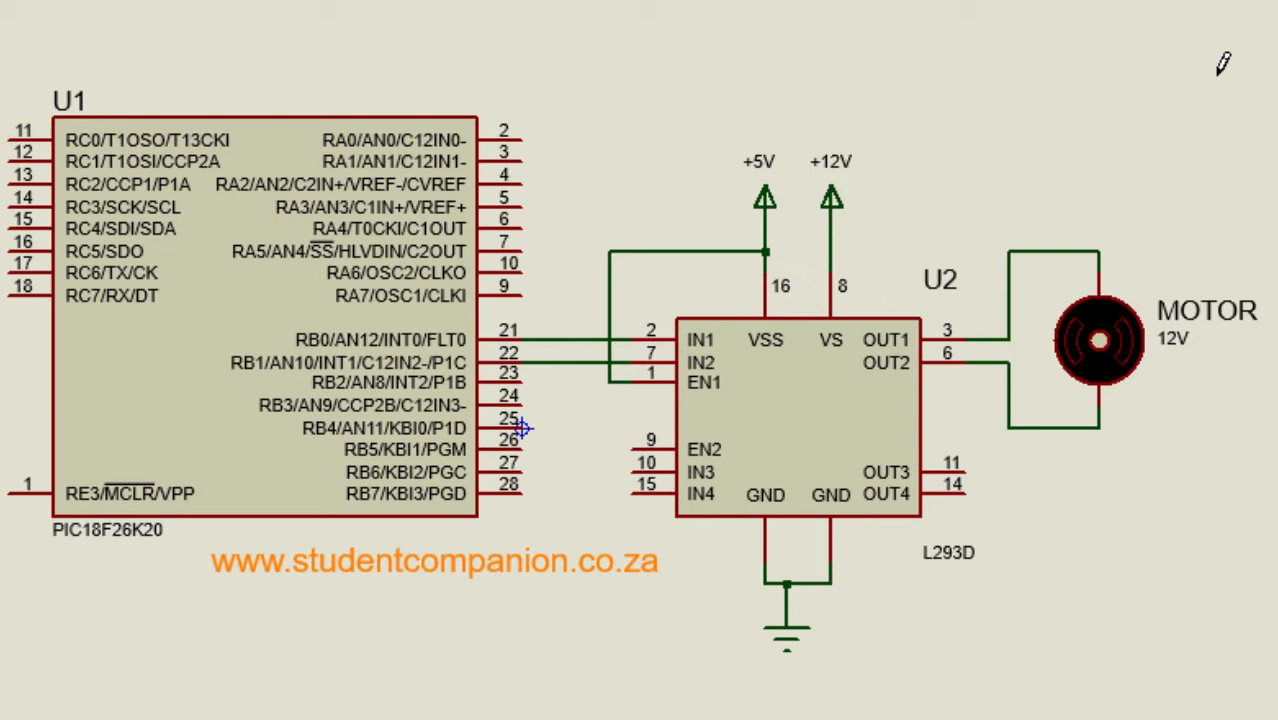 U1
11 RC0/T1OSO/T13CKI RA0/AN0/C12IN0- 2
12 RC1/T1OSI/CCP2A RA1/AN1/C12IN1- 3
13 RC2/CCP1/P1A RA2/AN2/C2IN+/VREF-/CVREF 4
14 RC3/SCK/SCL RA3/AN3/C1IN+/VREF+ 5
15 RC4/SDI/SDA RA4/T0CKI/C1OUT 6
16 RC5/SDO RA5/AN4/SS/HLVDIN/C2OUT 7
17 RC6/TX/CK RA6/OSC2/CLKO 10
18 RC7/RX/DT RA7/OSC1/CLKI 9
RB0/AN12/INT0/FLT0 21
RB1/AN10/INT1/C12IN2-/P1C 22
RB2/AN8/INT2/P1B 23
RB3/AN9/CCP2B/C12IN3- 24
RB4/AN11/KBI0/P1D 25
RB5/KBI1/PGM 26
RB6/KBI2/PGC 27
1 RE3/MCLR/VPP RB7/KBI3/PGD 28
PIC18F26K20
www.studentcompanion.co.za
+5V +12V
16 8
U2
2 IN1 VSS VS OUT1 3
7 IN2 OUT2 6
1 EN1
9 EN2
10 IN3 OUT3 11
15 IN4 GND GND OUT4 14
L293D
MOTOR
12V